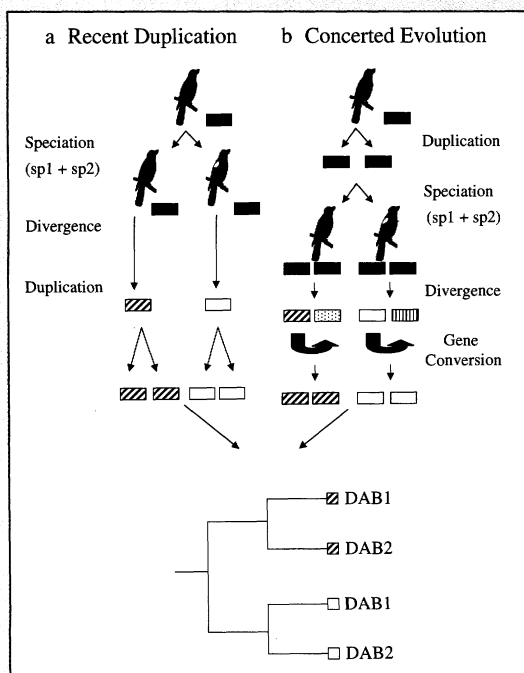 a Recent Duplication
Speciation
(sp1 + sp2)
Divergence
Duplication
b Concerted Evolution
Duplication
Speciation
(sp1 + sp2)
Divergence
Gene
Conversion
DAB1
DAB2
DAB1
DAB2